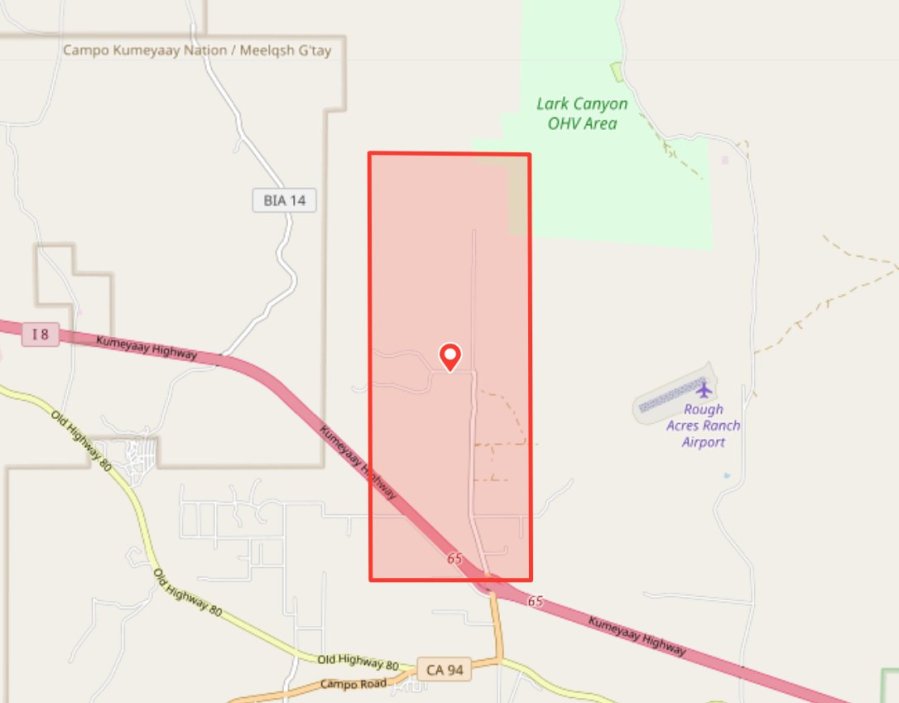 Campo Kumeyaay Nation / Meelqsh G'tay
Lark Canyon
OHV Area
BIA 14
I 8
Kumeyaay Highway
Old Highway 80
Kumeyaay Highway
Rough
Acres Ranch
Airport
65
65
Old Highway 80
Kumeyaay Highway
Old Highway 80
CA 94
Campo Road